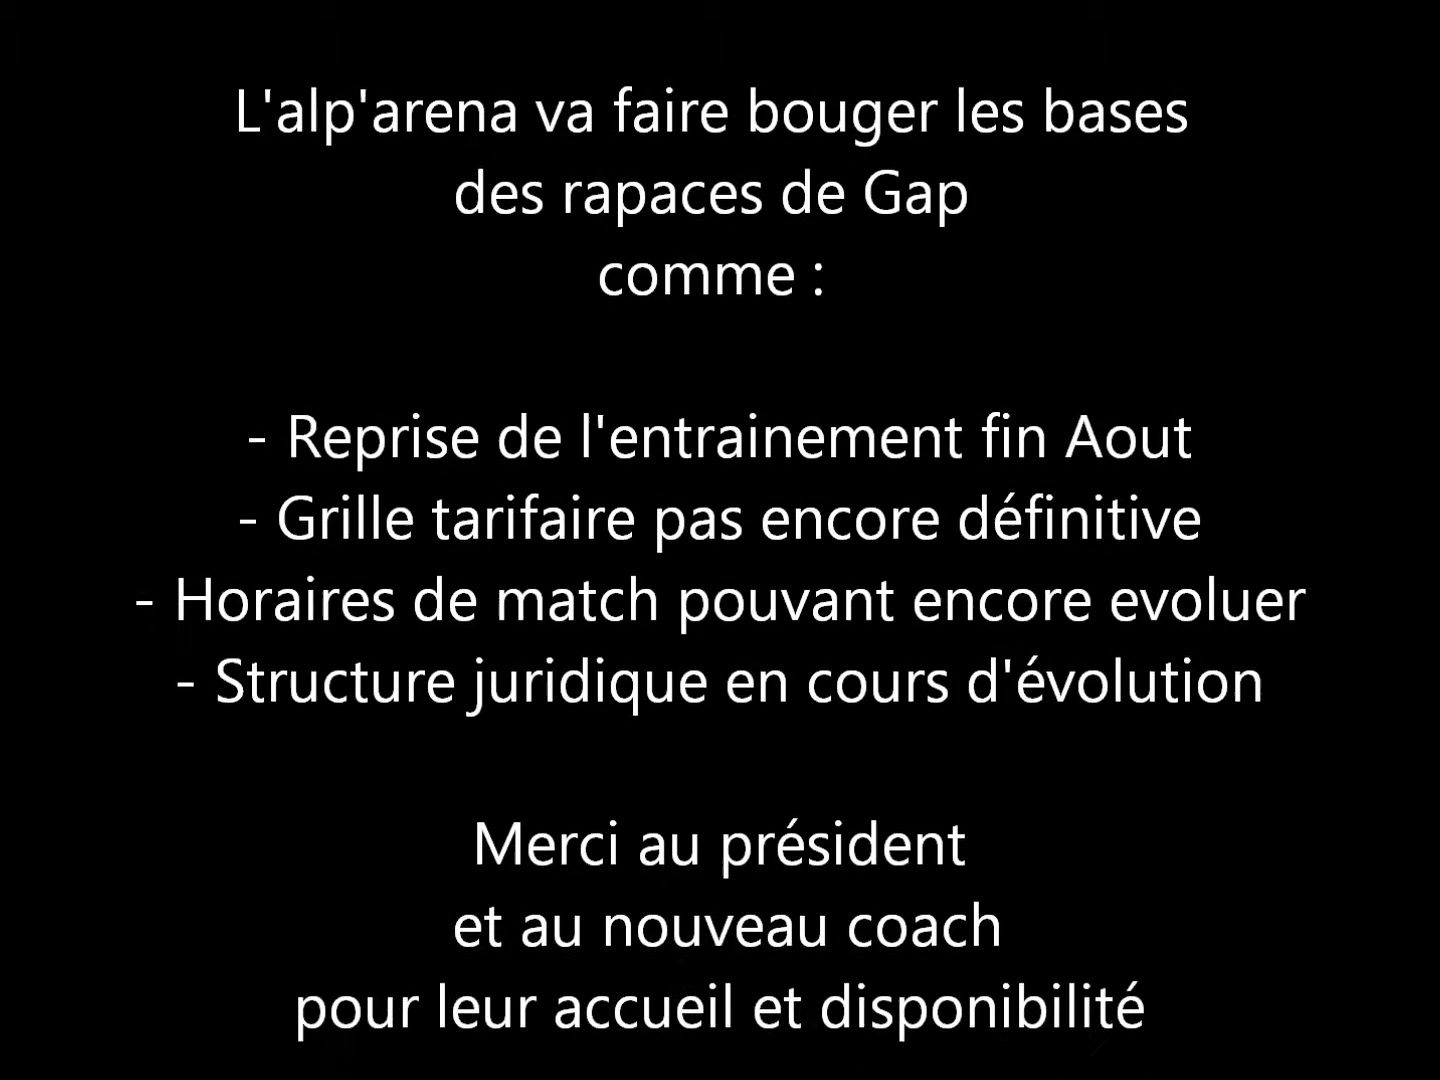 L'alp'arena va faire bouger les bases
des rapaces de Gap
comme :
- Reprise de l'entrainement fin Aout
- Grille tarifaire pas encore définitive
- Horaires de match pouvant encore evoluer
- Structure juridique en cours d'évolution
Merci au président
et au nouveau coach
pour leur accueil et disponibilité